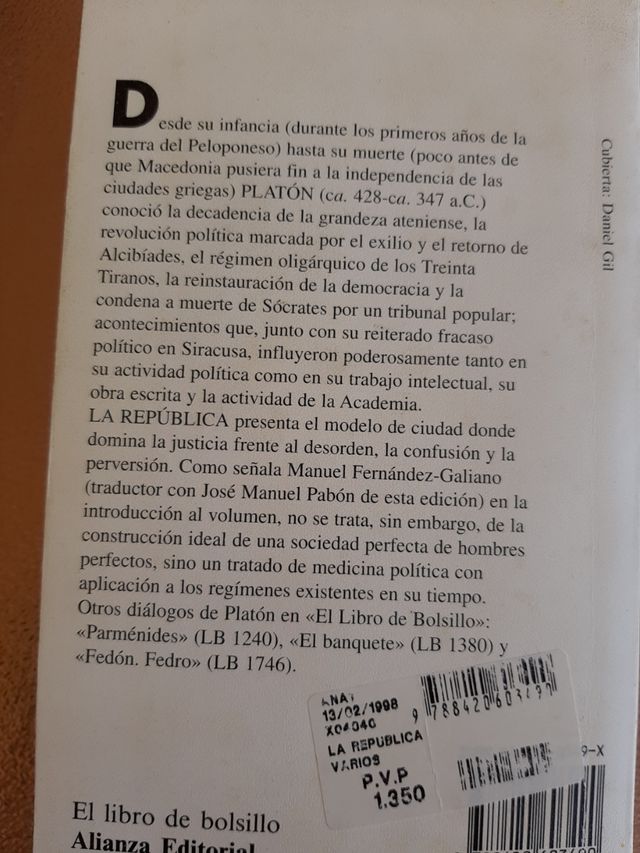 Desde su infancia (durante los primeros años de la
guerra del Peloponeso) hasta su muerte (poco antes de
que Macedonia pusiera fin a la independencia de las
ciudades griegas) PLATÓN (ca. 428-ca. 347 a.C.)
conoció la decadencia de la grandeza ateniense, la
revolución política marcada por el exilio y el retorno de
Alcibíades, el régimen oligárquico de los Treinta
Tiranos, la reinstauración de la democracia y la
condena a muerte de Sócrates por un tribunal popular;
acontecimientos que, junto con su reiterado fracaso
político en Siracusa, influyeron poderosamente tanto en
su actividad política como en su trabajo intelectual, su
obra escrita y la actividad de la Academia.
LA REPÚBLICA presenta el modelo de ciudad donde
domina la justicia frente al desorden, la confusión y la
perversión. Como señala Manuel Fernández-Galiano
(traductor con José Manuel Pabón de esta edición) en la
introducción al volumen, no se trata, sin embargo, de la
construcción ideal de una sociedad perfecta de hombres
perfectos, sino un tratado de medicina política con
aplicación a los regímenes existentes en su tiempo.
Otros diálogos de Platón en «El Libro de Bolsillo»:
«Parménides» (LB 1240), «El banquete» (LB 1380) y
«Fedón. Fedro» (LB 1746).
Cubierta: Daniel Gil
13/02/1998
LA REPUBLICA
VARIOS
P.V.P
1.350
9 788420 603497
9-X
El libro de bolsillo
Alianza Editorial